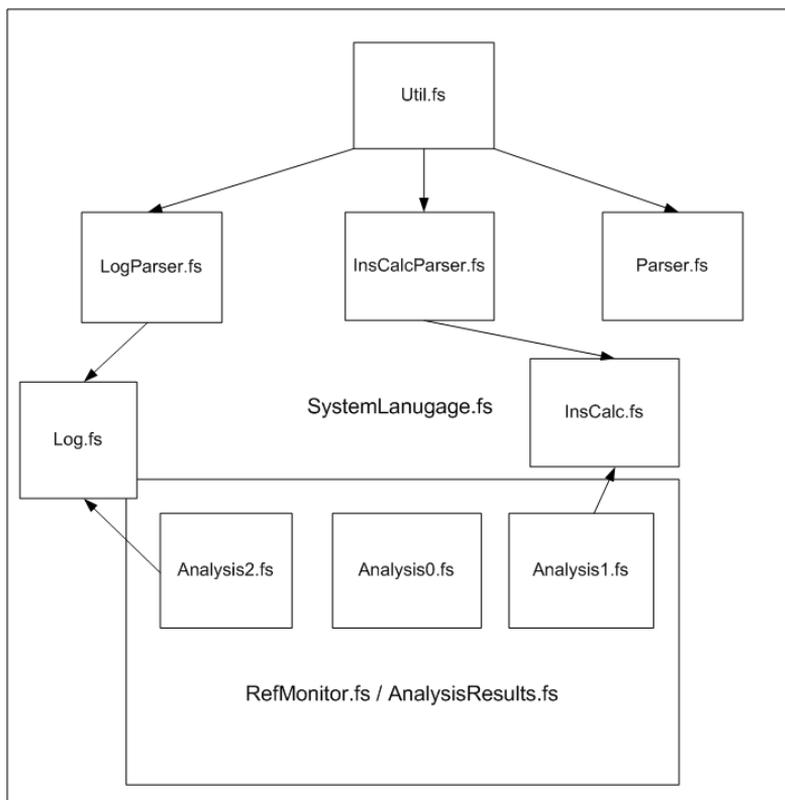 Util.fs
LogParser.fs
InsCalcParser.fs
Parser.fs
SystemLanugage.fs
InsCalc.fs
Log.fs
Analysis2.fs
Analysis0.fs
Analysis1.fs
RefMonitor.fs / AnalysisResults.fs